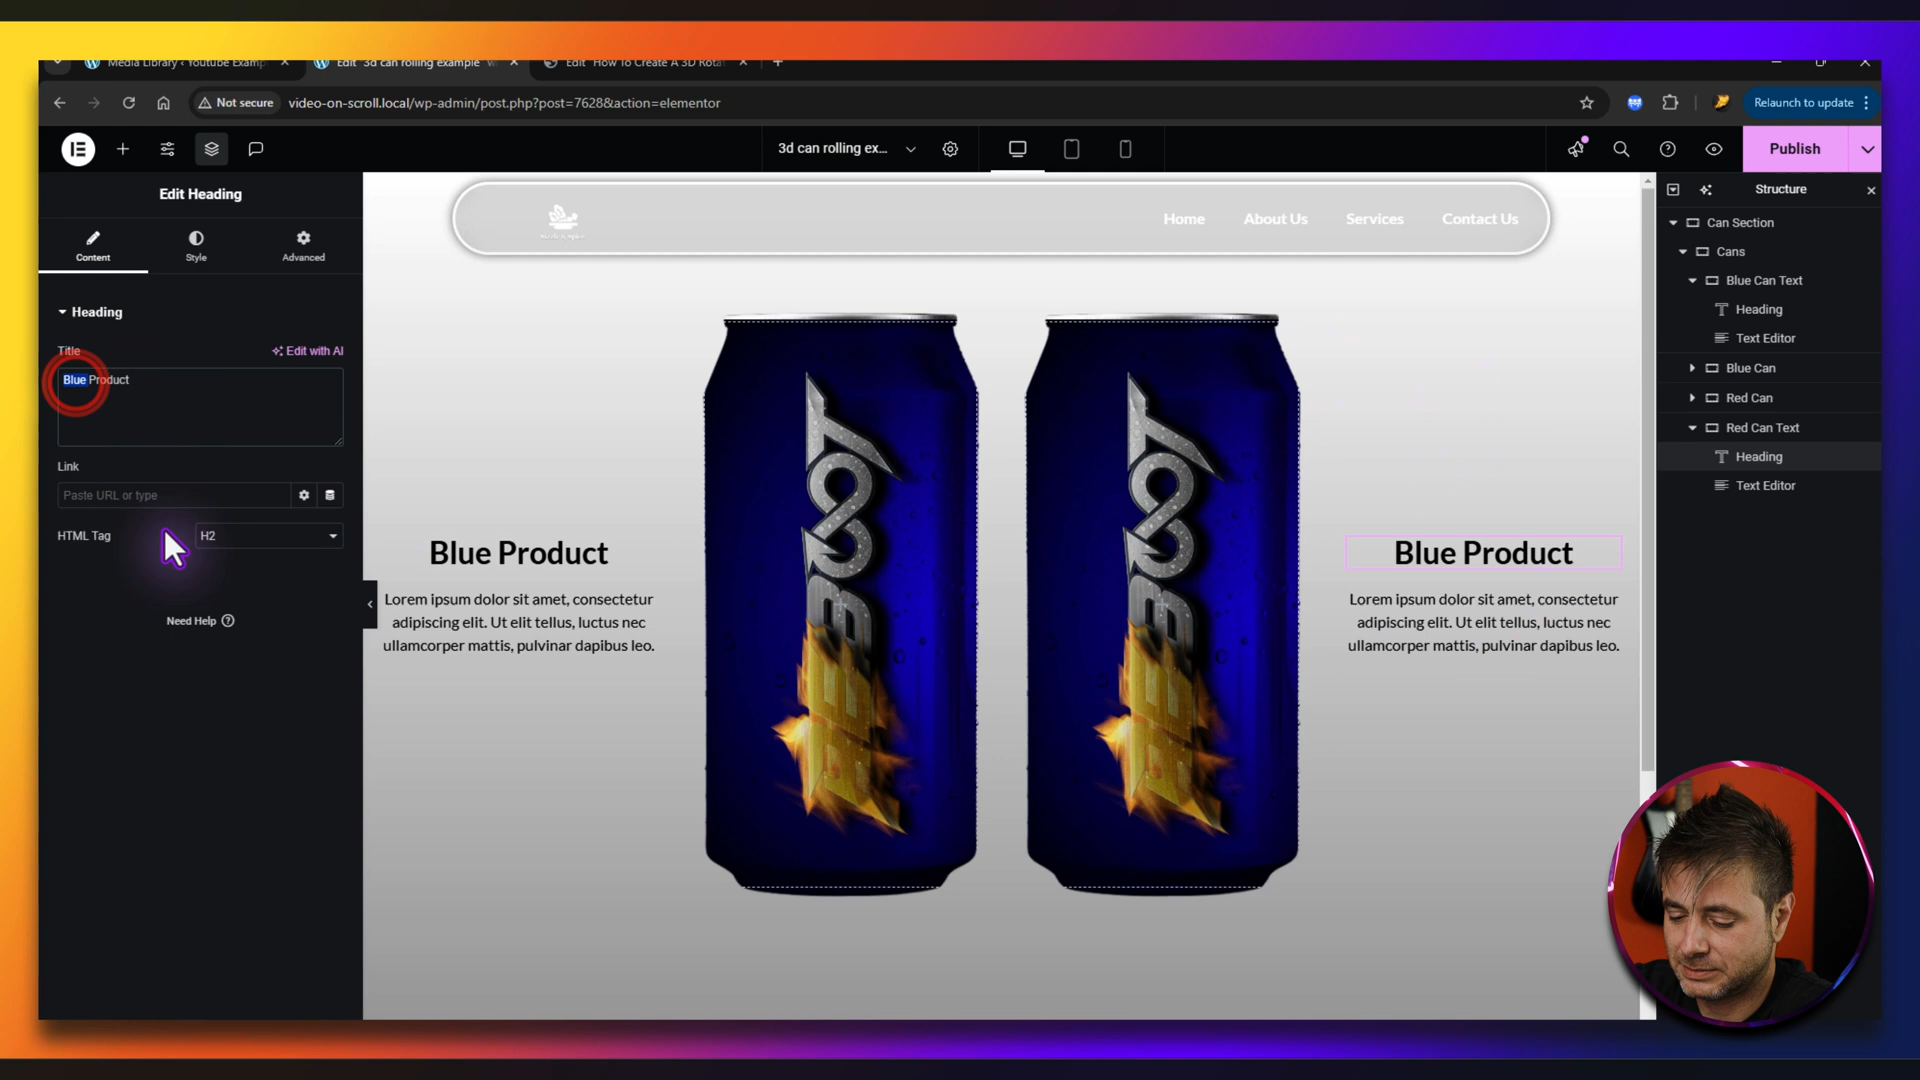 Media Library ‹ Youtube Examp
Edit "3d can rolling example" w
Edit "How To Create A 3D Rota
Not secure
video-on-scroll.local/wp-admin/post.php?post=7628&action=elementor
Relaunch to update
3d can rolling ex...
Publish
Edit Heading
Content
Style
Advanced
Heading
Title
Edit with AI
Blue Product
Link
Paste URL or type
HTML Tag
H2
Need Help
Home
About Us
Services
Contact Us
Blue Product
Lorem ipsum dolor sit amet, consectetur
adipiscing elit. Ut elit tellus, luctus nec
ullamcorper mattis, pulvinar dapibus leo.
Blue Product
Lorem ipsum dolor sit amet, consectetur
adipiscing elit. Ut elit tellus, luctus nec
ullamcorper mattis, pulvinar dapibus leo.
Structure
Can Section
Cans
Blue Can Text
Heading
Text Editor
Blue Can
Red Can
Red Can Text
Heading
Text Editor